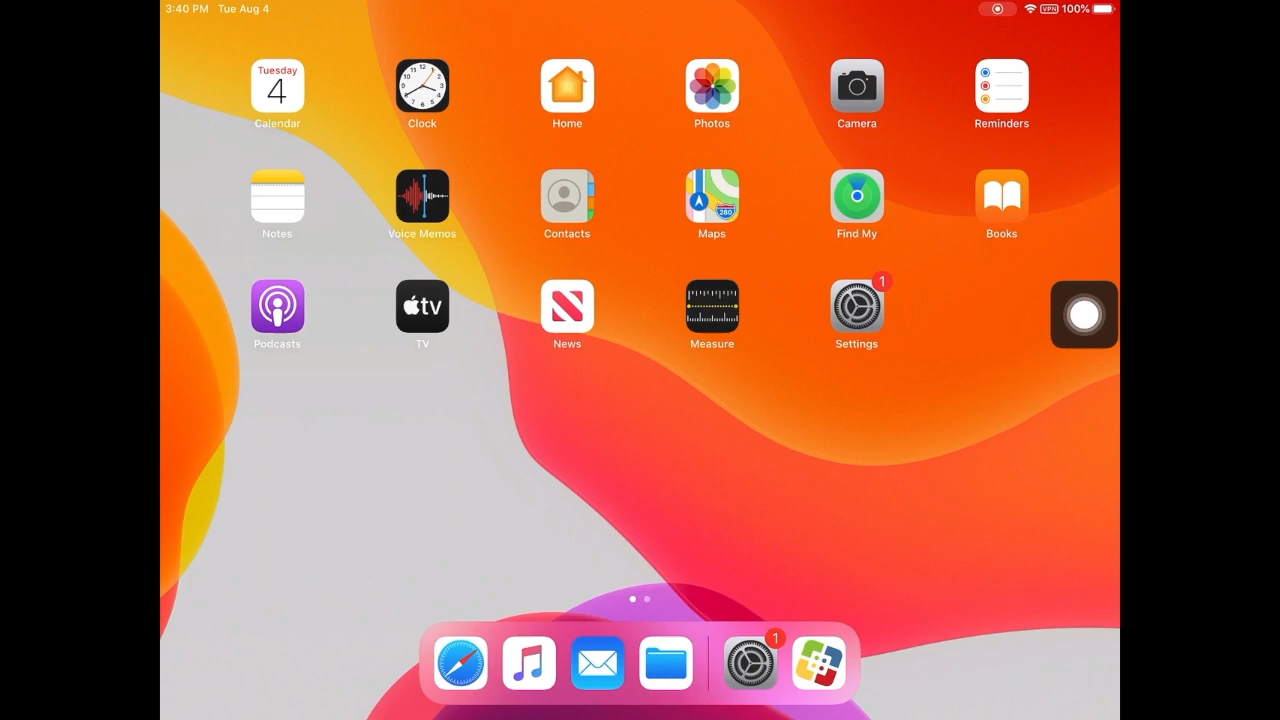 3:40 PM Tue Aug 4
VPN 100%
Tuesday
4
Calendar
Clock
Home
Photos
Camera
Reminders
Notes
Voice Memos
Contacts
Maps
280
Find My
Books
Podcasts
tv
TV
News
Measure
1
Settings
1